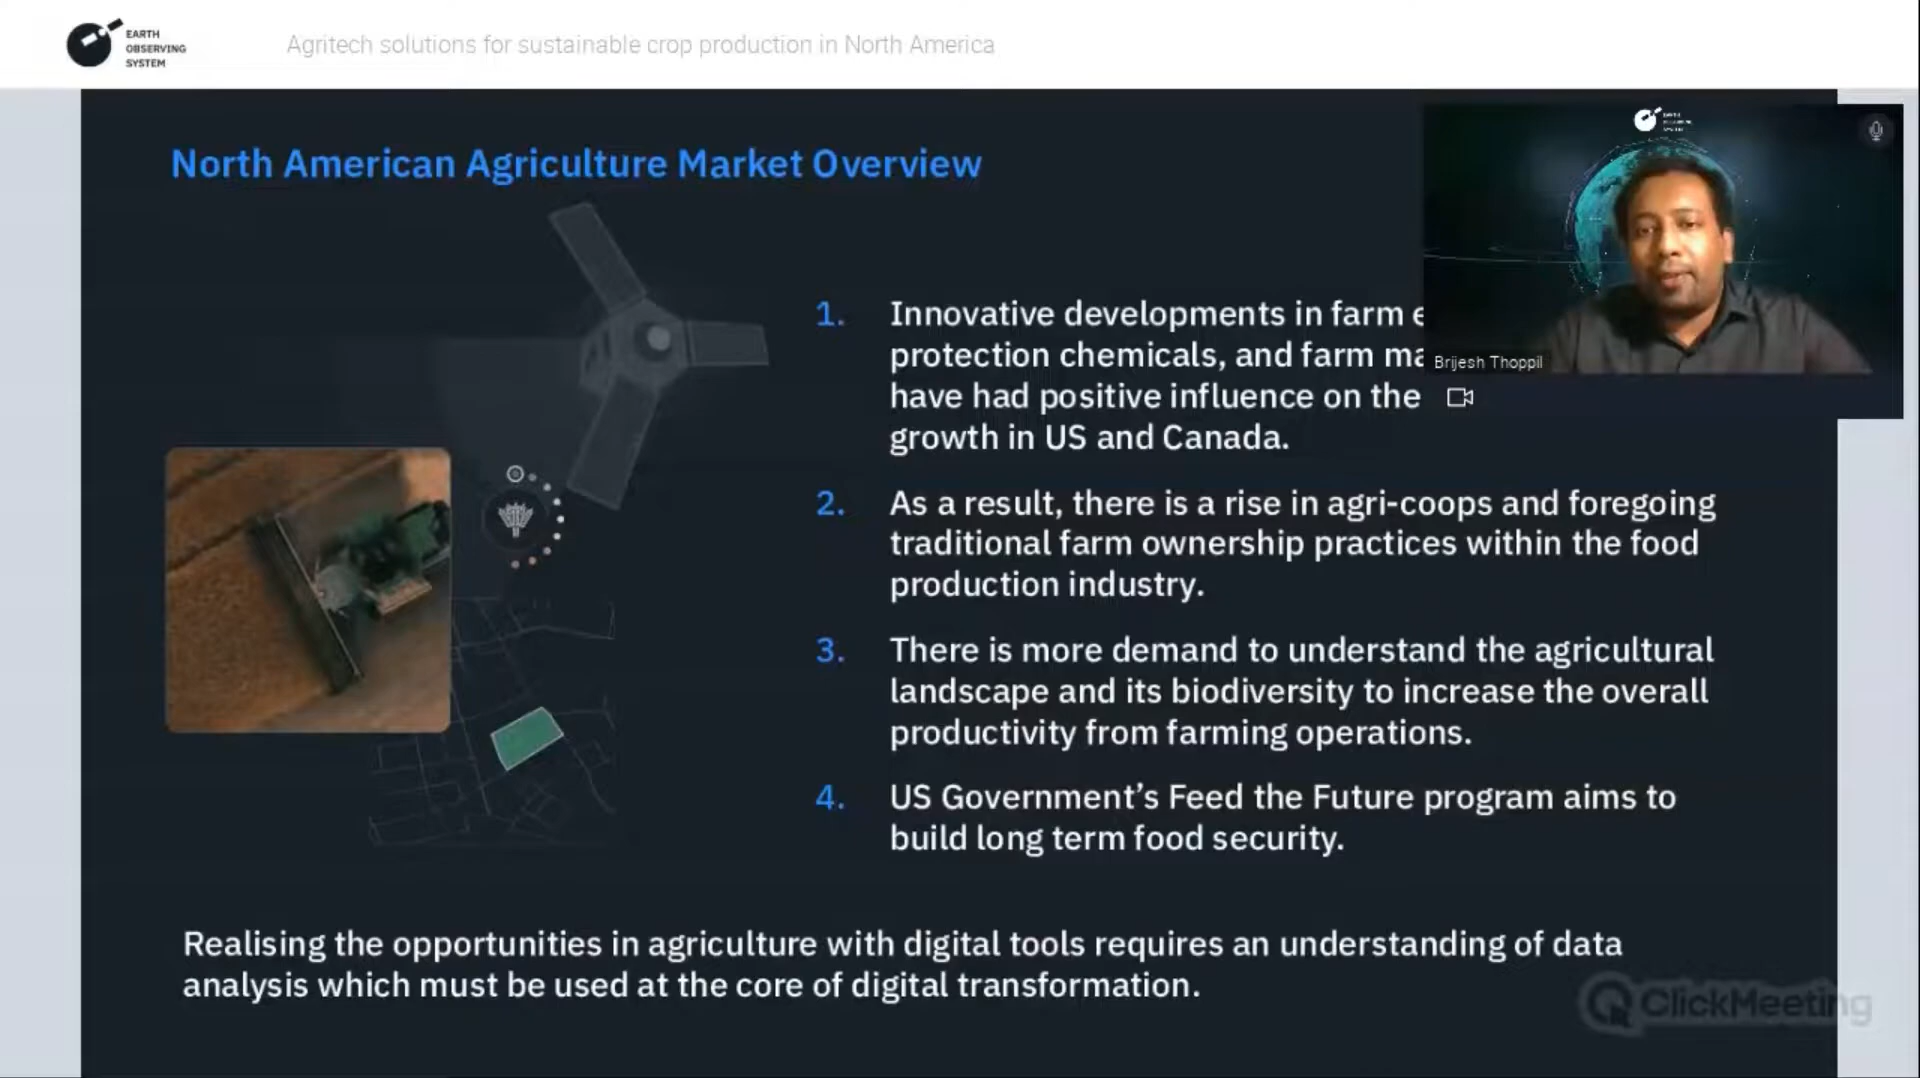 EARTH
OBSERVING
SYSTEM
Agritech solutions for sustainable crop production in North America
North American Agriculture Market Overview
Brijesh Thoppil
1. Innovative developments in farm
protection chemicals, and farm
have had positive influence on the
growth in US and Canada.
2. As a result, there is a rise in agri-coops and foregoing
traditional farm ownership practices within the food
production industry.
3. There is more demand to understand the agricultural
landscape and its biodiversity to increase the overall
productivity from farming operations.
4. US Government’s Feed the Future program aims to
build long term food security.
Realising the opportunities in agriculture with digital tools requires an understanding of data
analysis which must be used at the core of digital transformation.
ClickMeeting